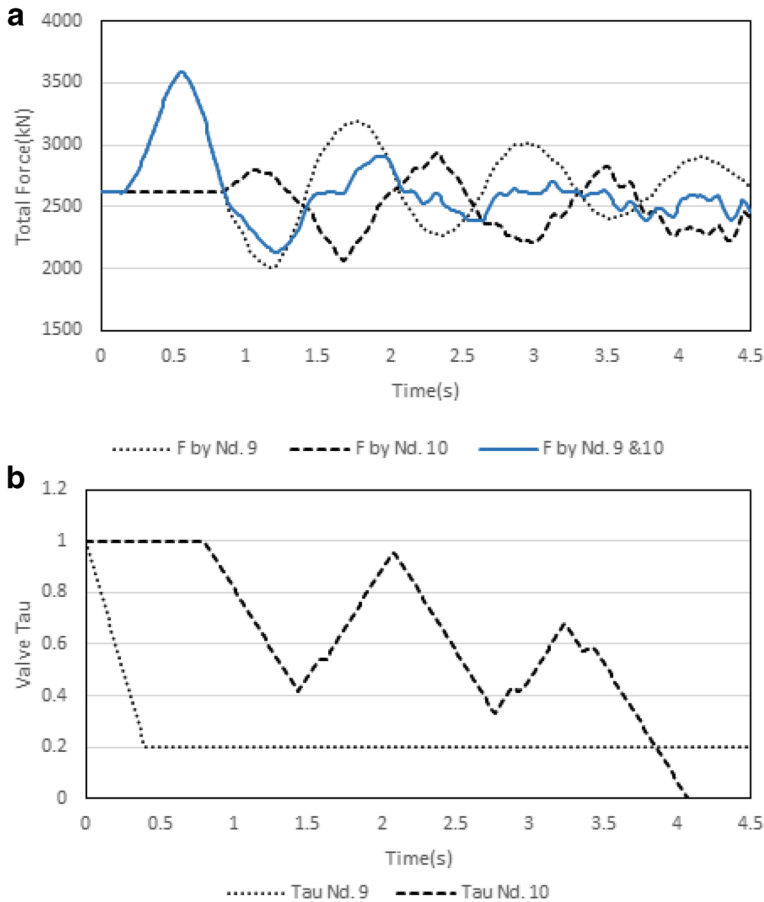 a
Total Force(kN)
4000
3500
3000
2500
2000
1500
0 0.5 1 1.5 2 2.5 3 3.5 4 4.5
Time(s)
F by Nd. 9 F by Nd. 10 F by Nd. 9 &10
b
Valve Tau
1.2
1
0.8
0.6
0.4
0.2
0
0 0.5 1 1.5 2 2.5 3 3.5 4 4.5
Time(s)
Tau Nd. 9 Tau Nd. 10